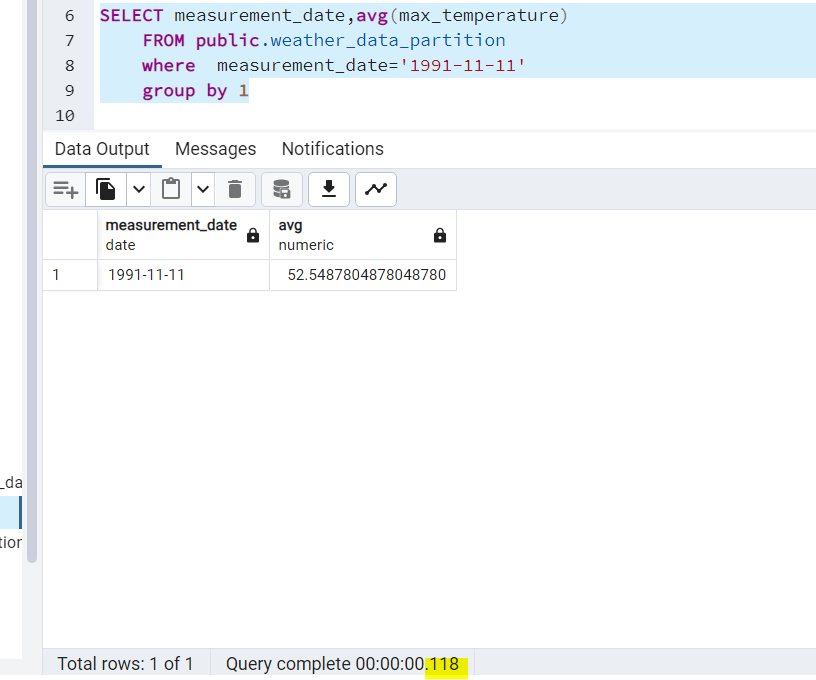 6 SELECT measurement_date,avg(max_temperature)
7 FROM public.weather_data_partition
8 where  measurement_date='1991-11-11'
9 group by 1
10
Data Output Messages Notifications
measurement_date avg
date numeric
1 1991-11-11 52.5487804878048780
_da
tion
Total rows: 1 of 1 Query complete 00:00:00.118